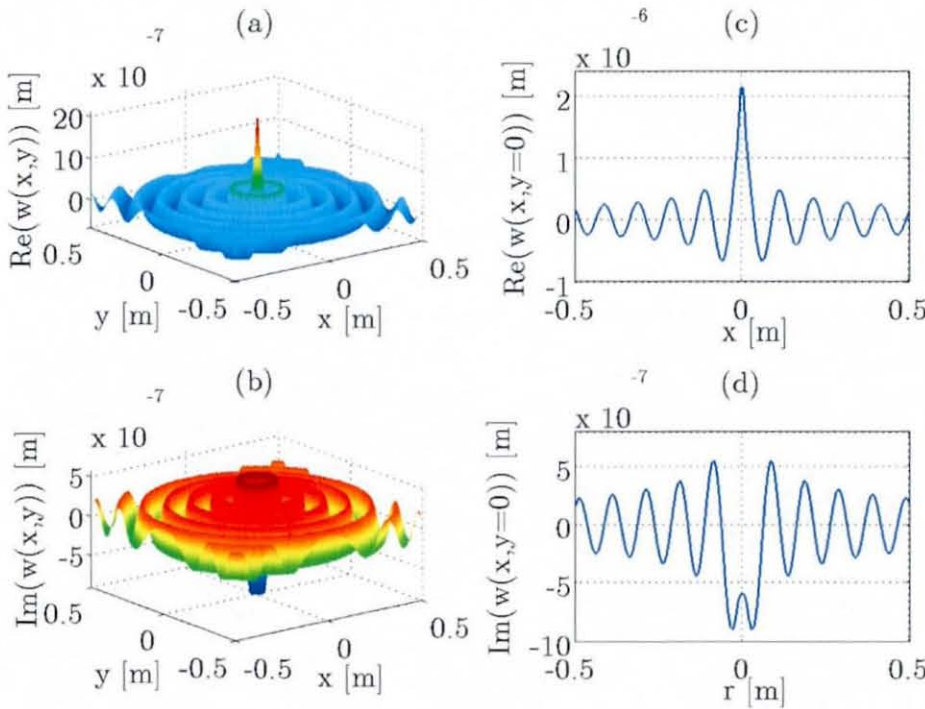 (a)
-7
x 10
Re(w(x,y)) [m]
20
10
0
0.5
0
-0.5
y [m]
-0.5
0
0.5
x [m]
(c)
-6
x 10
Re(w(x,y=0)) [m]
2
1
0
-1
-0.5
0
0.5
x [m]
(b)
-7
x 10
Im(w(x,y)) [m]
5
0
-5
0.5
0
-0.5
y [m]
-0.5
0
0.5
x [m]
(d)
-7
x 10
Im(w(x,y=0)) [m]
5
0
-5
-10
-0.5
0
0.5
r [m]